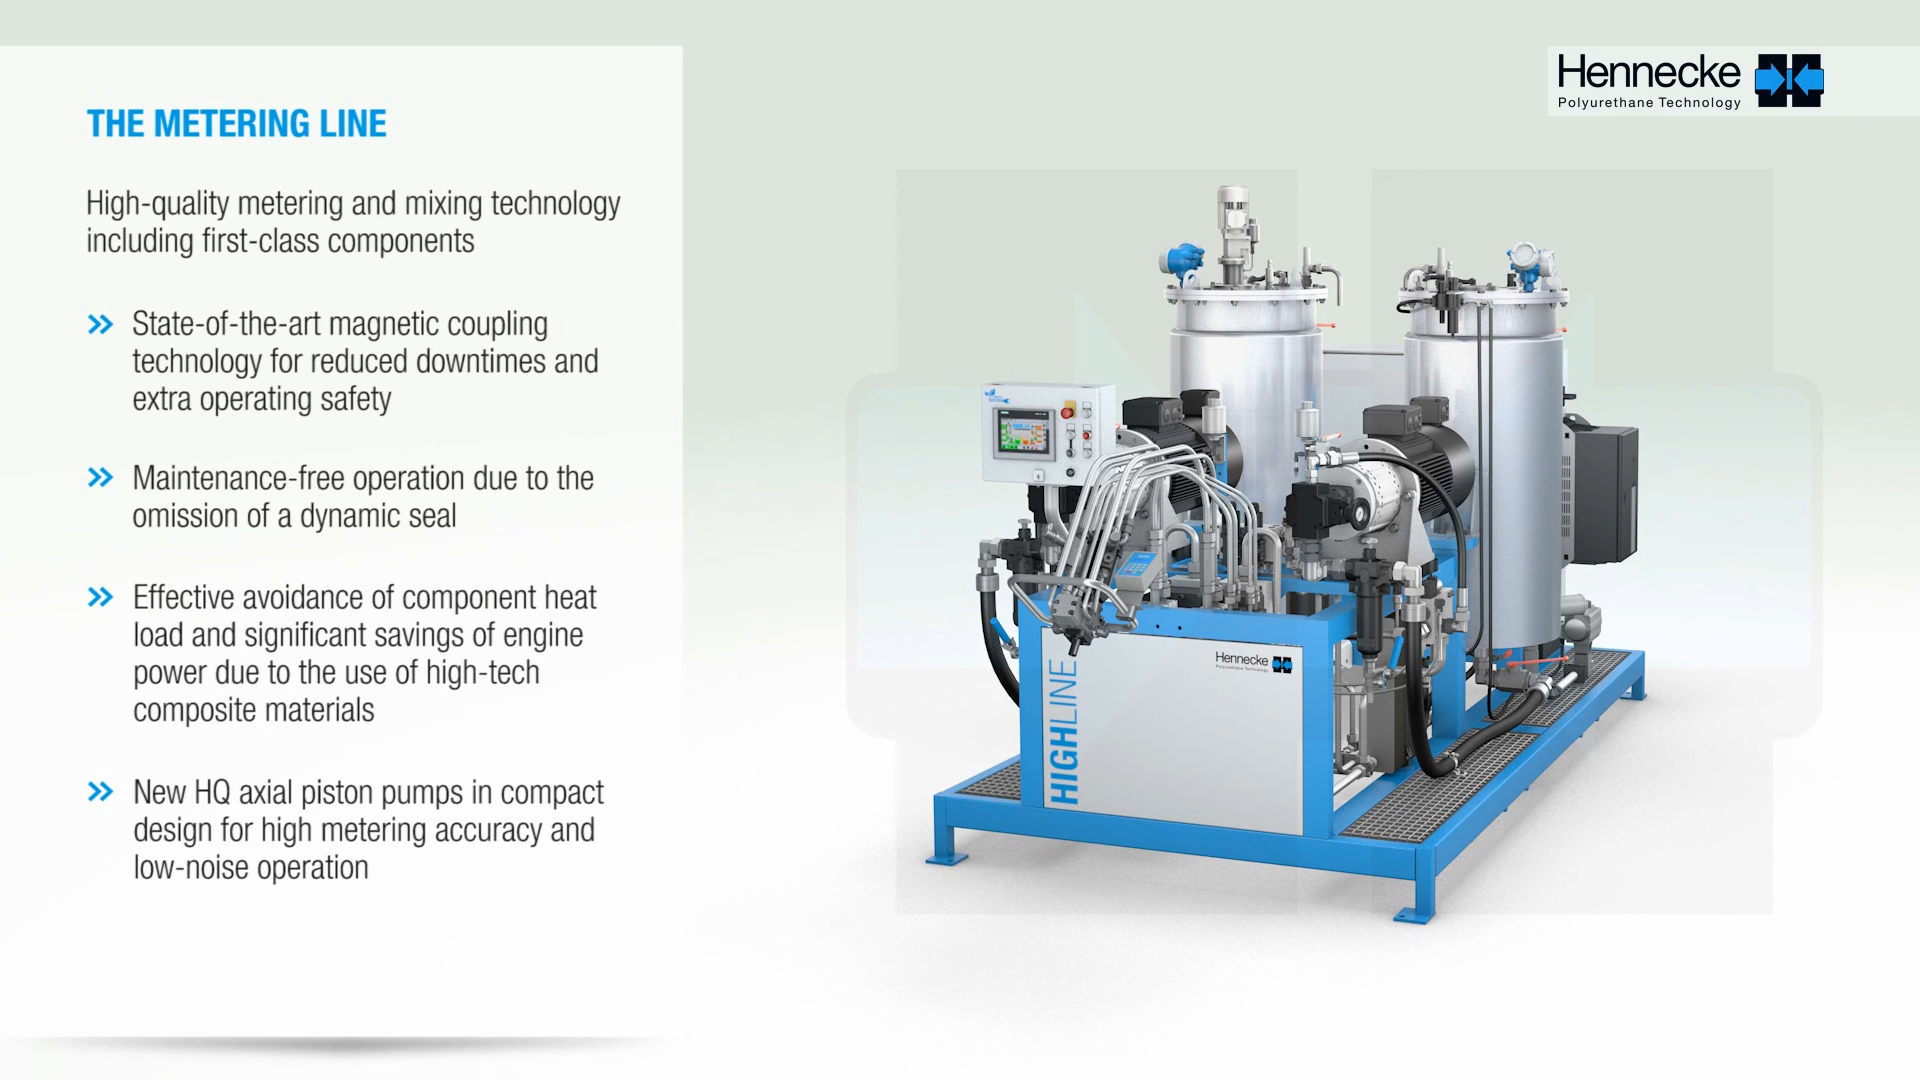 Hennecke
Polyurethane Technology
THE METERING LINE
High-quality metering and mixing technology
including first-class components
State-of-the-art magnetic coupling
technology for reduced downtimes and
extra operating safety
Maintenance-free operation due to the
omission of a dynamic seal
Effective avoidance of component heat
load and significant savings of engine
power due to the use of high-tech
composite materials
New HQ axial piston pumps in compact
design for high metering accuracy and
low-noise operation
Hennecke
Polyurethane Technology
HIGHLINE